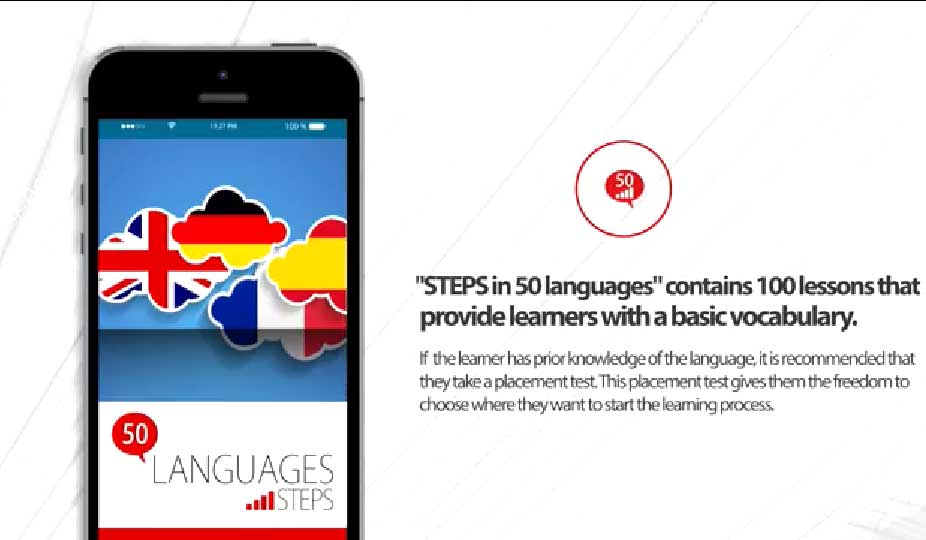 11:27 PM
100 %
50
LANGUAGES
STEPS
50
"STEPS in 50 languages" contains 100 lessons that
provide learners with a basic vocabulary.
If the learner has prior knowledge of the language, it is recommended that
they take a placement test. This placement test gives them the freedom to
choose where they want to start the learning process.